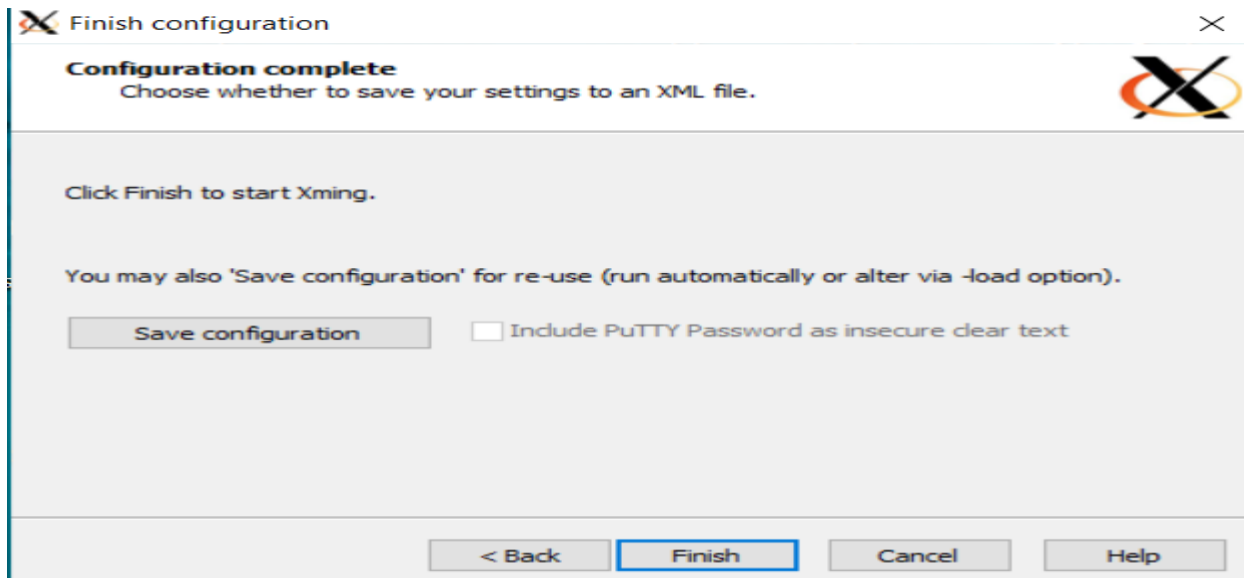 Finish configuration
Configuration complete
Choose whether to save your settings to an XML file.
Click Finish to start Xming.
You may also 'Save configuration' for re-use (run automatically or alter via -load option).
Save configuration
Include PuTTY Password as insecure clear text
< Back
Finish
Cancel
Help